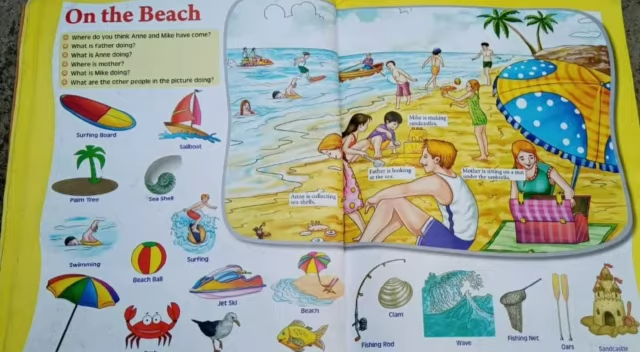 On the Beach
Where do you think Anne and Mike have come?
What is Father doing?
What is Anne doing?
Where is mother?
What is Mike doing?
What are the other people in the picture doing?
Mike is making
sandcastles.
Father is looking
at the sea.
Mother is sitting on a mat
under the umbrella.
Anne is collecting
sea shells.
Surfing Board
Sailboat
Palm Tree
Sea Shell
Swimming
Beach Ball
Surfing
Jet Ski
Beach
Fishing Rod
Clam
Wave
Fishing Net
Oars
Sandcastle